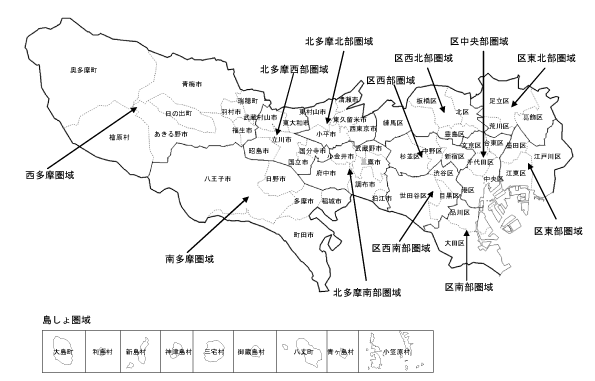 北多摩北部圏域
区中央部圏域
区西北部圏域
区東北部圏域
北多摩西部圏域
区西部圏域
奥多摩町
青梅市
瑞穂町
清瀬市
板橋区
足立区
日の出町
羽村市
武蔵村山市
東村山市
東大和市
東久留米市
練馬区
北区
葛飾区
檜原村
あきる野市
福生市
立川市
小平市
西東京市
豊島区
荒川区
昭島市
国分寺市
小金井市
武蔵野市
杉並区
中野区
新宿区
文京区
台東区
墨田区
江戸川区
国立市
三鷹市
千代田区
西多摩圏域
八王子市
日野市
府中市
調布市
渋谷区
中央区
江東区
多摩市
稲城市
狛江市
世田谷区
目黒区
港区
品川区
町田市
区東部圏域
大田区
区西南部圏域
南多摩圏域
北多摩南部圏域
区南部圏域
島しょ圏域
大島町
利島村
新島村
神津島村
三宅村
御蔵島村
八丈町
青ヶ島村
小笠原村